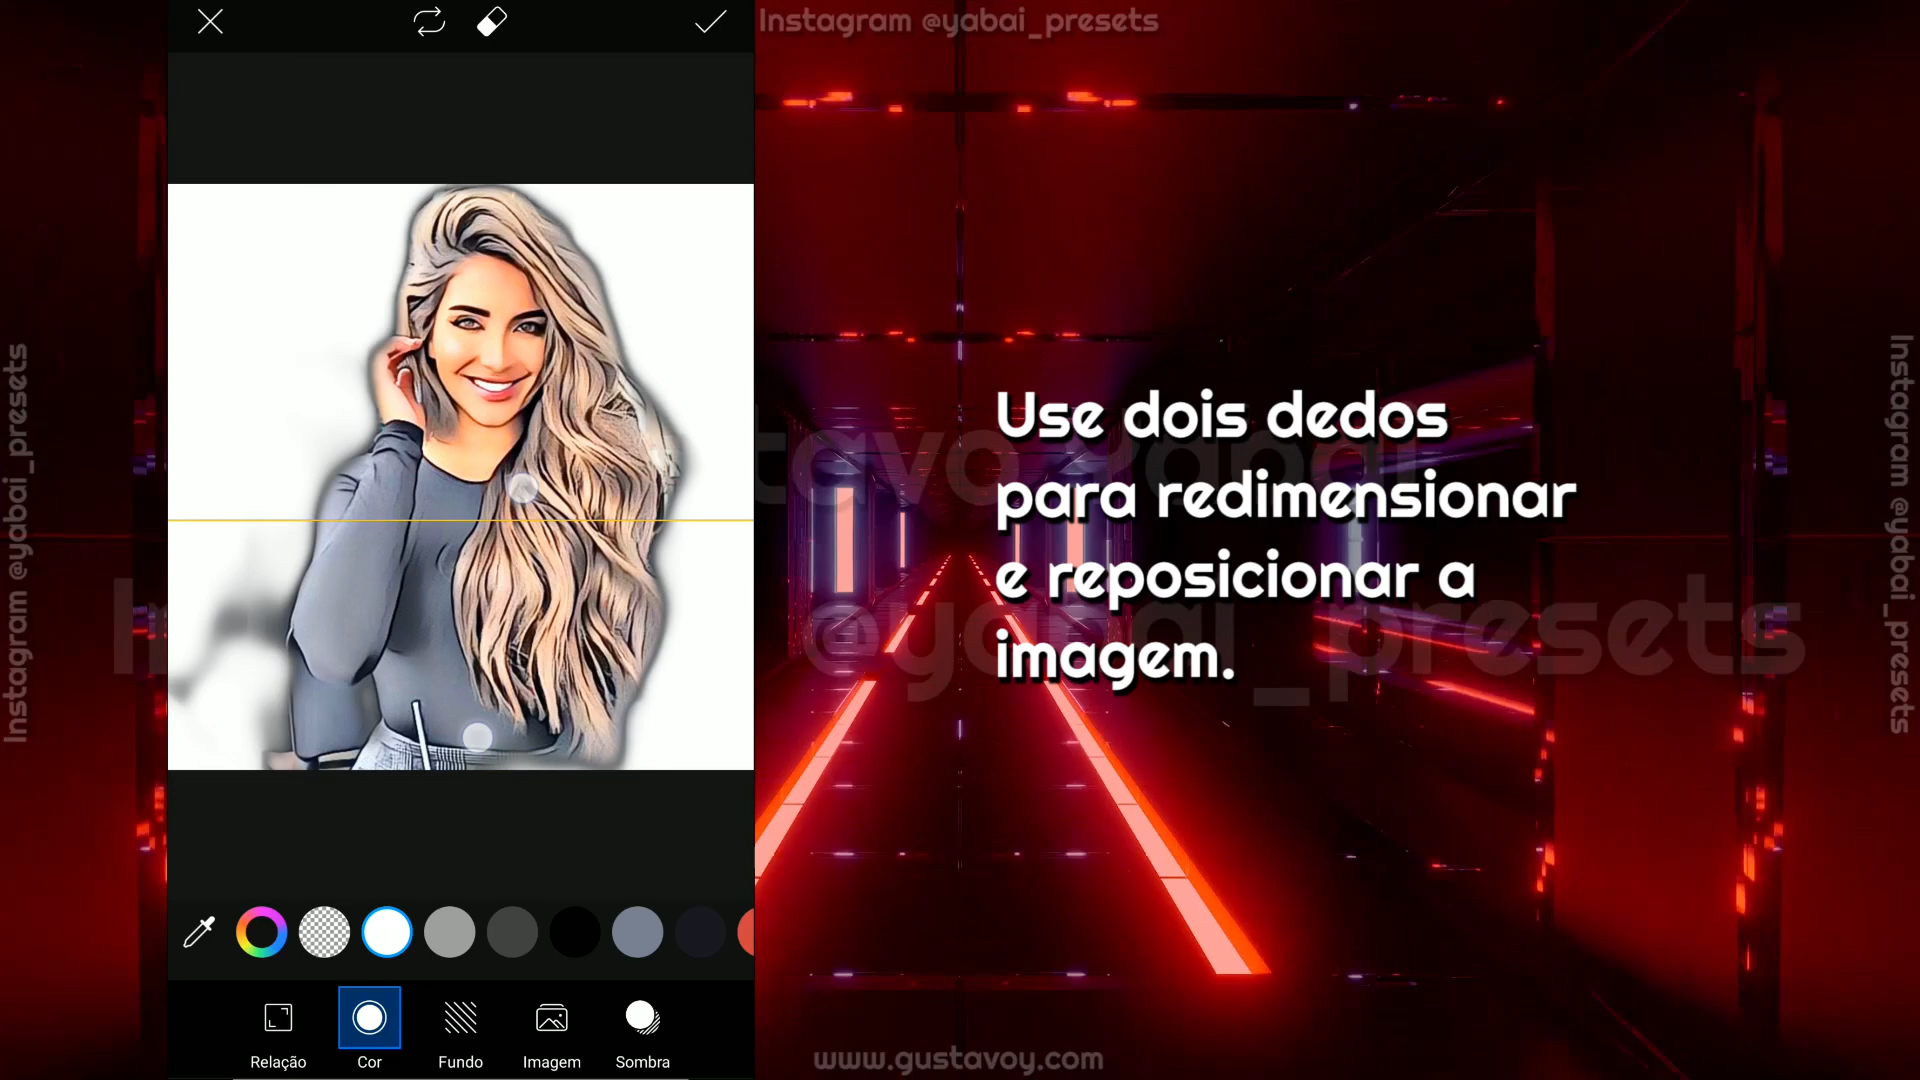 Instagram @yabai_presets
Use dois dedos
para redimensionar
e reposicionar a
imagem.
@yabai_presets
Instagram @yabai_presets
Instagram @yabai_presets
Relação
Cor
Fundo
Imagem
Sombra
www.gustavoy.com